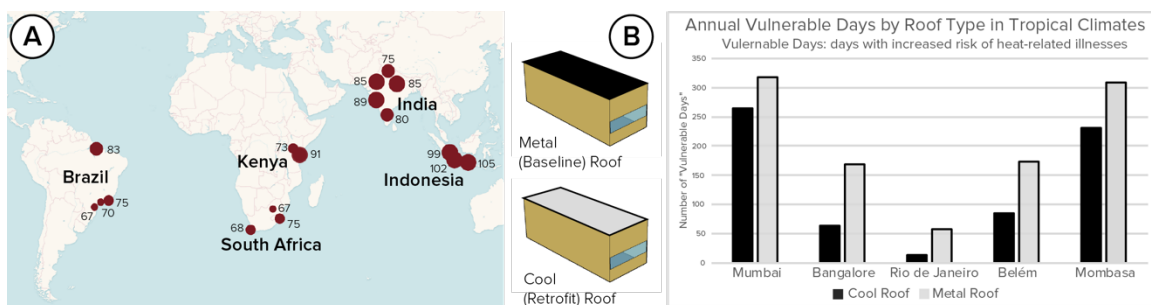 A
75
85
85
India
89
80
83
Brazil
75
67
70
73
Kenya
91
99
105
102
Indonesia
67
68
75
South Africa
B
Metal
(Baseline) Roof
Cool
(Retrofit) Roof
Annual Vulnerable Days by Roof Type in Tropical Climates
Vulernable Days: days with increased risk of heat-related illnesses
Number of "Vulnerable Days"
350
300
250
200
150
100
50
0
Mumbai Bangalore Rio de Janeiro Belém Mombasa
Cool Roof Metal Roof